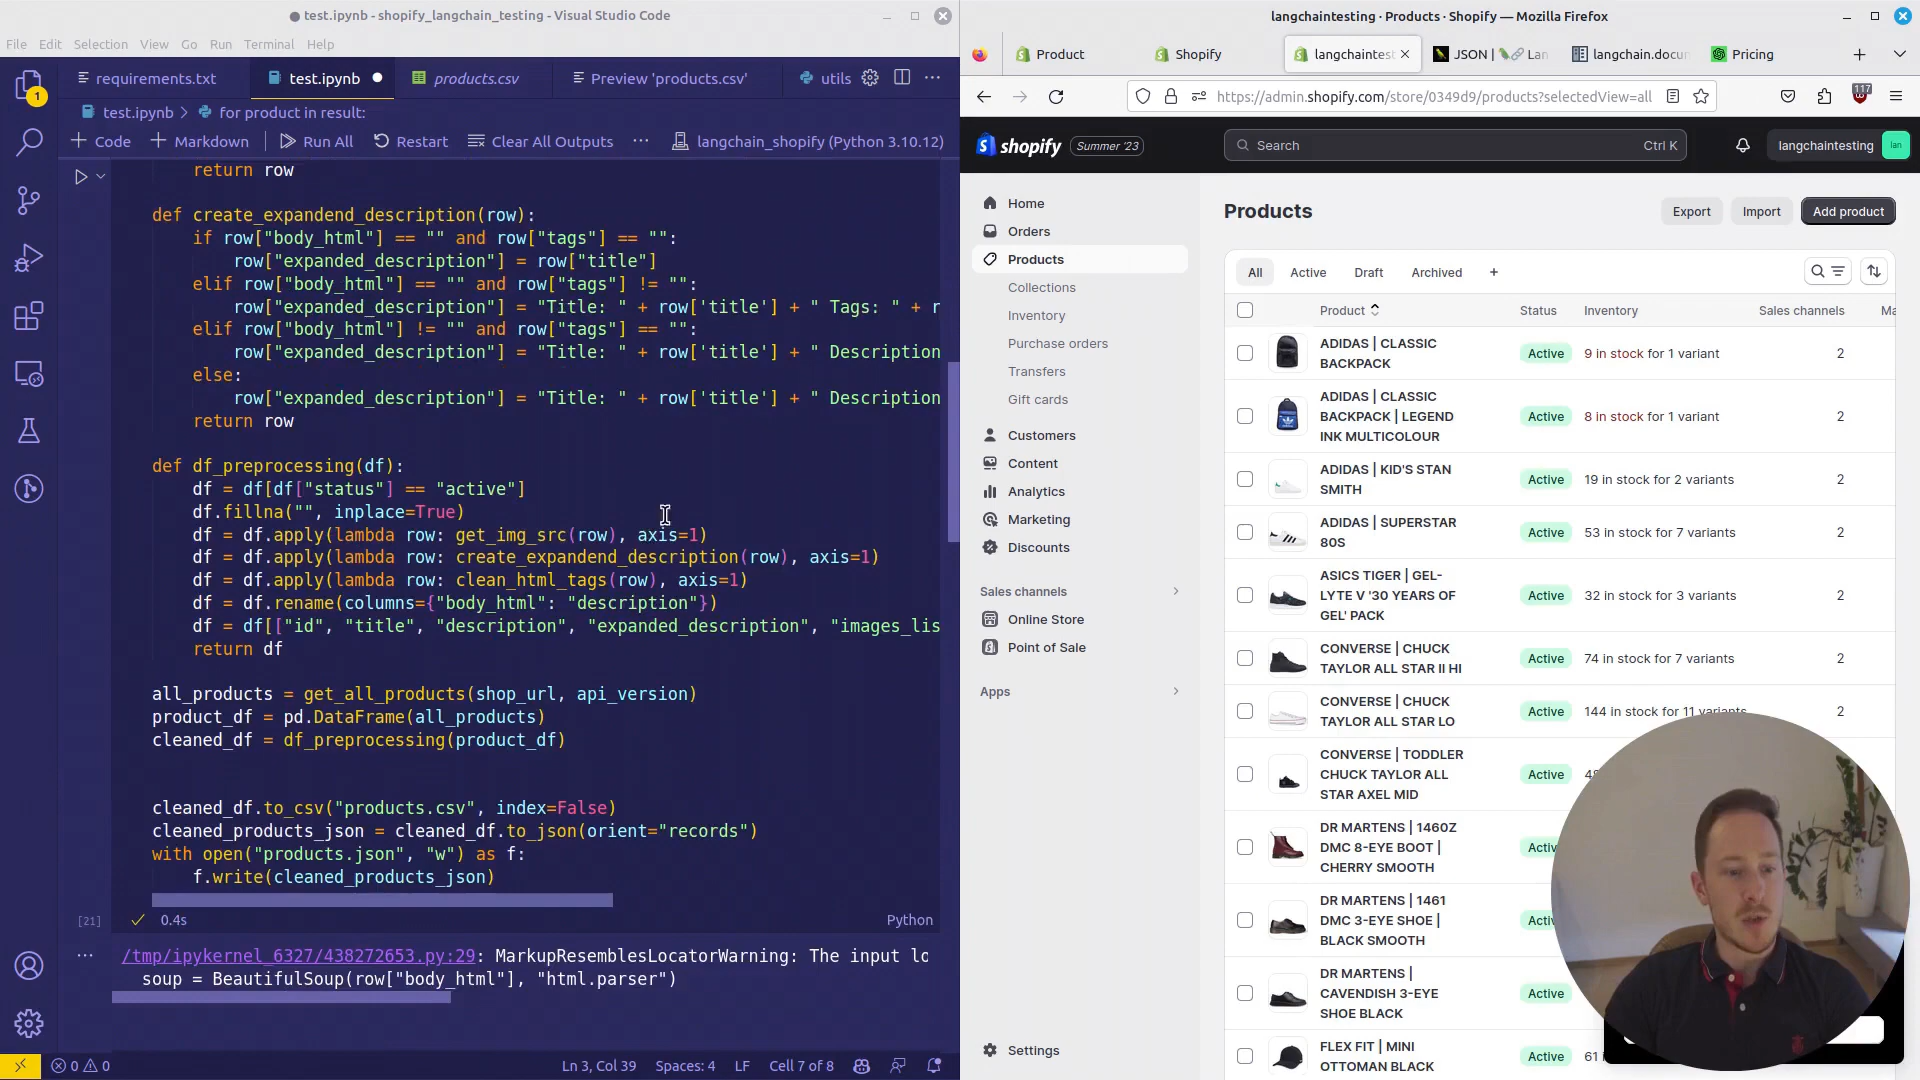 test.ipynb - shopify_langchain_testing - Visual Studio Code
File Edit Selection View Go Run Terminal Help
1
requirements.txt test.ipynb products.csv Preview 'products.csv' utils
test.ipynb > for product in result:
+ Code + Markdown Run All Restart Clear All Outputs ... langchain_shopify (Python 3.10.12)
return row
def create_expandend_description(row):
if row["body_html"] == "" and row["tags"] == "":
row["expanded_description"] = row["title"]
elif row["body_html"] == "" and row["tags"] != "":
row["expanded_description"] = "Title: " + row['title'] + " Tags: " + r
elif row["body_html"] != "" and row["tags"] == "":
row["expanded_description"] = "Title: " + row['title'] + " Description
else:
row["expanded_description"] = "Title: " + row['title'] + " Description
return row
def df_preprocessing(df):
df = df[df["status"] == "active"]
df.fillna("", inplace=True)
df = df.apply(lambda row: get_img_src(row), axis=1)
df = df.apply(lambda row: create_expandend_description(row), axis=1)
df = df.apply(lambda row: clean_html_tags(row), axis=1)
df = df.rename(columns={"body_html": "description"})
df = df[["id", "title", "description", "expanded_description", "images_lis
return df
all_products = get_all_products(shop_url, api_version)
product_df = pd.DataFrame(all_products)
cleaned_df = df_preprocessing(product_df)
cleaned_df.to_csv("products.csv", index=False)
cleaned_products_json = cleaned_df.to_json(orient="records")
with open("products.json", "w") as f:
f.write(cleaned_products_json)
[21] 0.4s Python
/tmp/ipykernel_6327/438272653.py:29: MarkupResemblesLocatorWarning: The input lo
soup = BeautifulSoup(row["body_html"], "html.parser")
0 0 Ln 3, Col 39 Spaces: 4 LF Cell 7 of 8
langchaintesting · Products · Shopify — Mozilla Firefox
Product Shopify langchaintest JSON | Lan langchain.docu Pricing
https://admin.shopify.com/store/0349d9/products?selectedView=all 117
shopify Summer '23 Search Ctrl K langchaintesting lan
Home
Orders
Products
Collections
Inventory
Purchase orders
Transfers
Gift cards
Customers
Content
Analytics
Marketing
Discounts
Sales channels
Online Store
Point of Sale
Apps
Settings
Products Export Import Add product
All Active Draft Archived +
Product Status Inventory Sales channels Ma
ADIDAS | CLASSIC
BACKPACK
Active 9 in stock for 1 variant 2
ADIDAS | CLASSIC
BACKPACK | LEGEND
INK MULTICOLOUR
Active 8 in stock for 1 variant 2
ADIDAS | KID'S STAN
SMITH
Active 19 in stock for 2 variants 2
ADIDAS | SUPERSTAR
80S
Active 53 in stock for 7 variants 2
ASICS TIGER | GEL-
LYTE V '30 YEARS OF
GEL' PACK
Active 32 in stock for 3 variants 2
CONVERSE | CHUCK
TAYLOR ALL STAR II HI
Active 74 in stock for 7 variants 2
CONVERSE | CHUCK
TAYLOR ALL STAR LO
Active 144 in stock for 11 variants 2
CONVERSE | TODDLER
CHUCK TAYLOR ALL
STAR AXEL MID
Active
DR MARTENS | 1460Z
DMC 8-EYE BOOT |
CHERRY SMOOTH
DR MARTENS | 1461
DMC 3-EYE SHOE |
BLACK SMOOTH
DR MARTENS |
CAVENDISH 3-EYE
SHOE BLACK
Active
FLEX FIT | MINI
OTTOMAN BLACK
Active 61